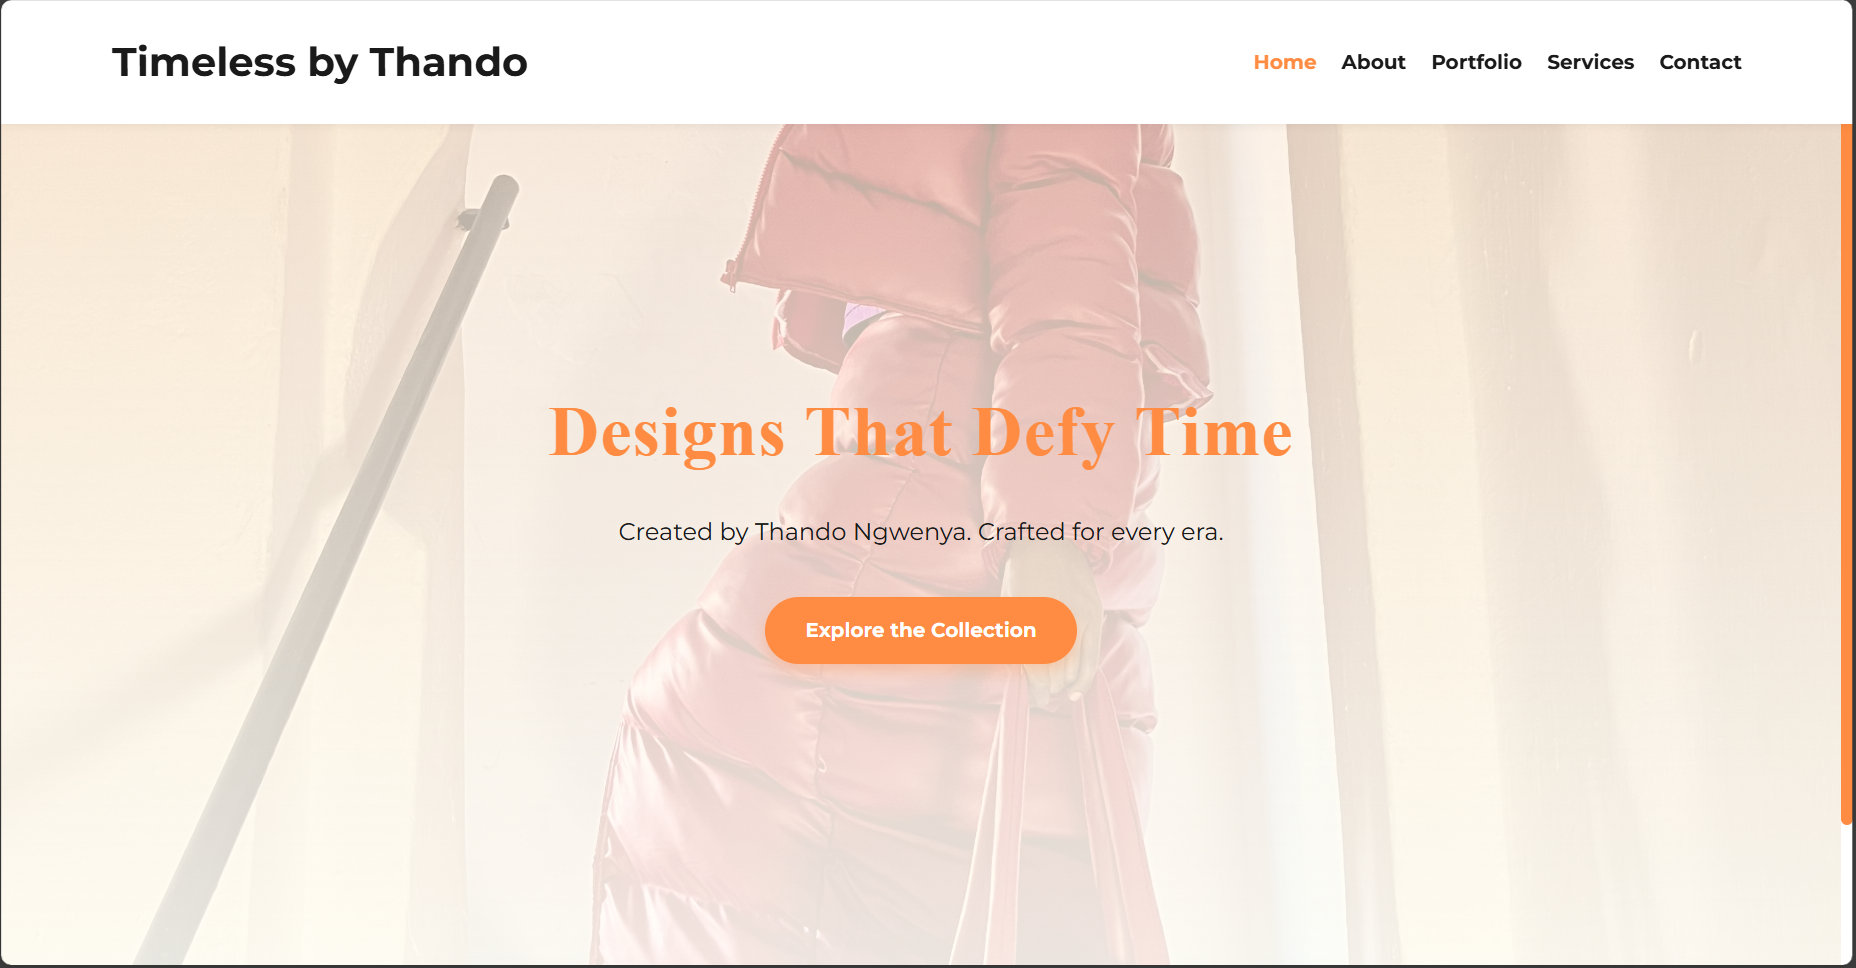 Timeless by Thando
Home About Portfolio Services Contact
Designs That Defy Time
Created by Thando Ngwenya. Crafted for every era.
Explore the Collection